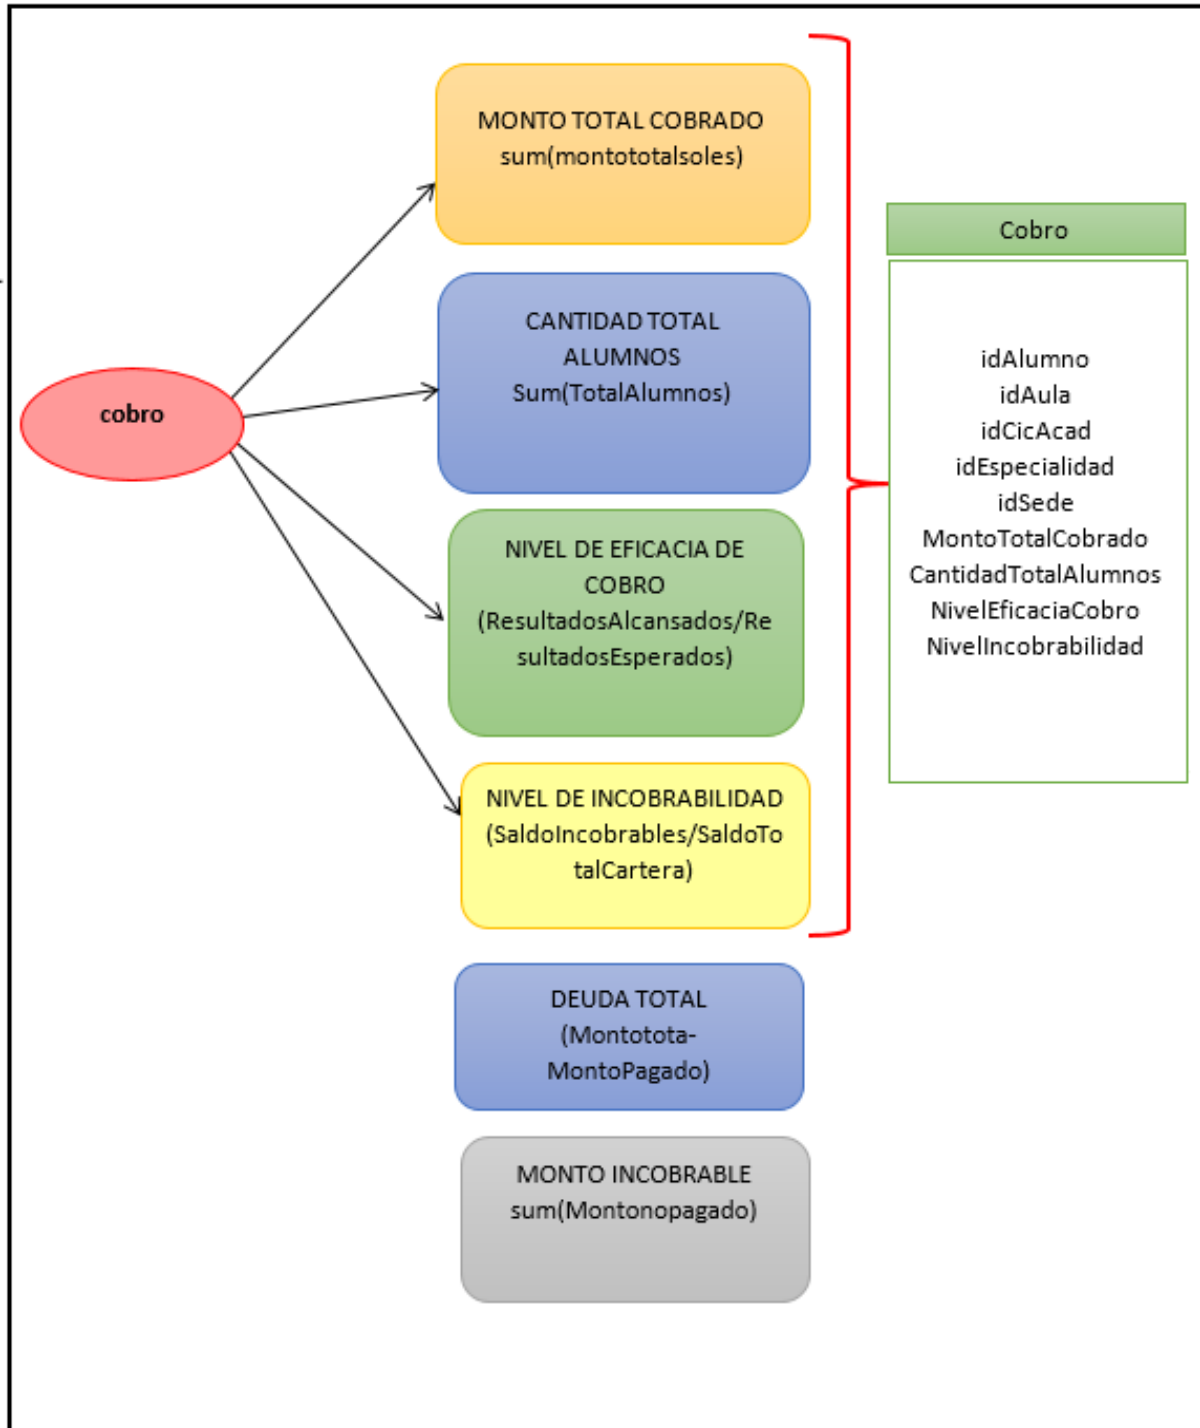 cobro
MONTO TOTAL COBRADO
sum(montototalsoles)
CANTIDAD TOTAL
ALUMNOS
Sum(TotalAlumnos)
NIVEL DE EFICACIA DE
COBRO
(ResultadosAlcansados/Re
sultadosEsperados)
NIVEL DE INCOBRABILIDAD
(SaldoIncobrables/SaldoTo
talCartera)
DEUDA TOTAL
(Montotota-
MontoPagado)
MONTO INCOBRABLE
sum(Montonopagado)
Cobro
idAlumno
idAula
idCicAcad
idEspecialidad
idSede
MontoTotalCobrado
CantidadTotalAlumnos
NivelEficaciaCobro
NivelIncobrabilidad